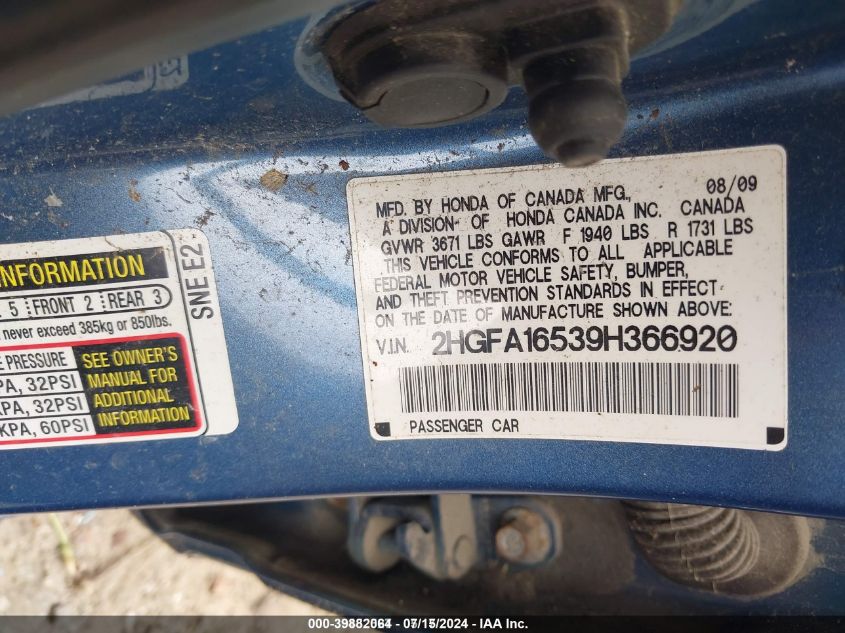 MFD. BY HONDA OF CANADA MFG., 08/09
A DIVISION OF HONDA CANADA INC. CANADA
GVWR 3671 LBS GAWR F 1940 LBS R 1731 LBS
THIS VEHICLE CONFORMS TO ALL APPLICABLE
FEDERAL MOTOR VEHICLE SAFETY, BUMPER,
AND THEFT PREVENTION STANDARDS IN EFFECT
ON THE DATE OF MANUFACTURE SHOWN ABOVE:
V.I.N. 2HGFA16539H366920
PASSENGER CAR
INFORMATION
5 FRONT 2 REAR 3
never exceed 385kg or 850lbs.
PRESSURE
PA, 32PSI
PA, 32PSI
KPA, 60PSI
SEE OWNER'S
MANUAL FOR
ADDITIONAL
INFORMATION
SNE E2
07/15/2024 - IAA Inc.